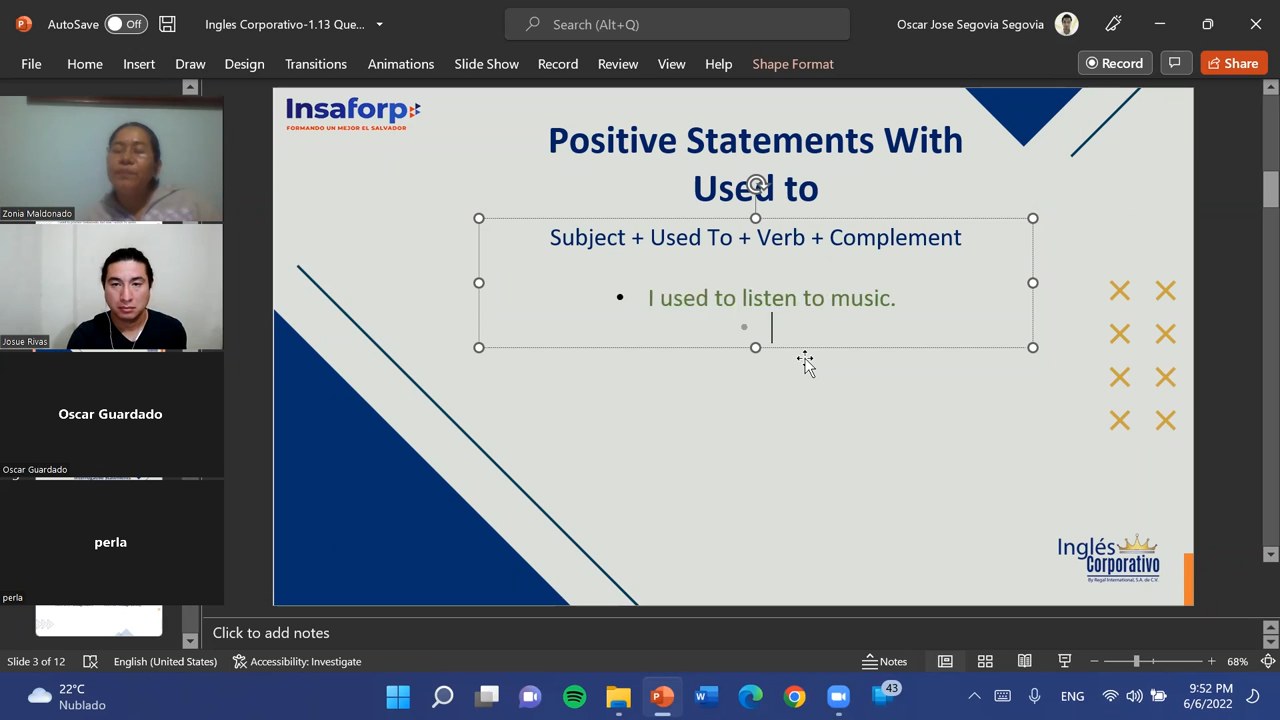 AutoSave
Off
Ingles Corporativo-1.13 Que...
Search (Alt+Q)
Oscar Jose Segovia Segovia
File
Home
Insert
Draw
Design
Transitions
Animations
Slide Show
Record
Review
View
Help
Shape Format
Record
Share
Insaforp
FORMANDO UN MEJOR EL SALVADOR
Positive Statements With
Used to
Subject + Used To + Verb + Complement
• I used to listen to music.
Zonia Maldonado
Josue Rivas
Oscar Guardado
Oscar Guardado
perla
perla
Inglés
Corporativo
By Regal International, S.A. de C.V.
Click to add notes
Slide 3 of 12
English (United States)
Accessibility: Investigate
Notes
68%
22°C
Nublado
43
ENG
9:52 PM
6/6/2022